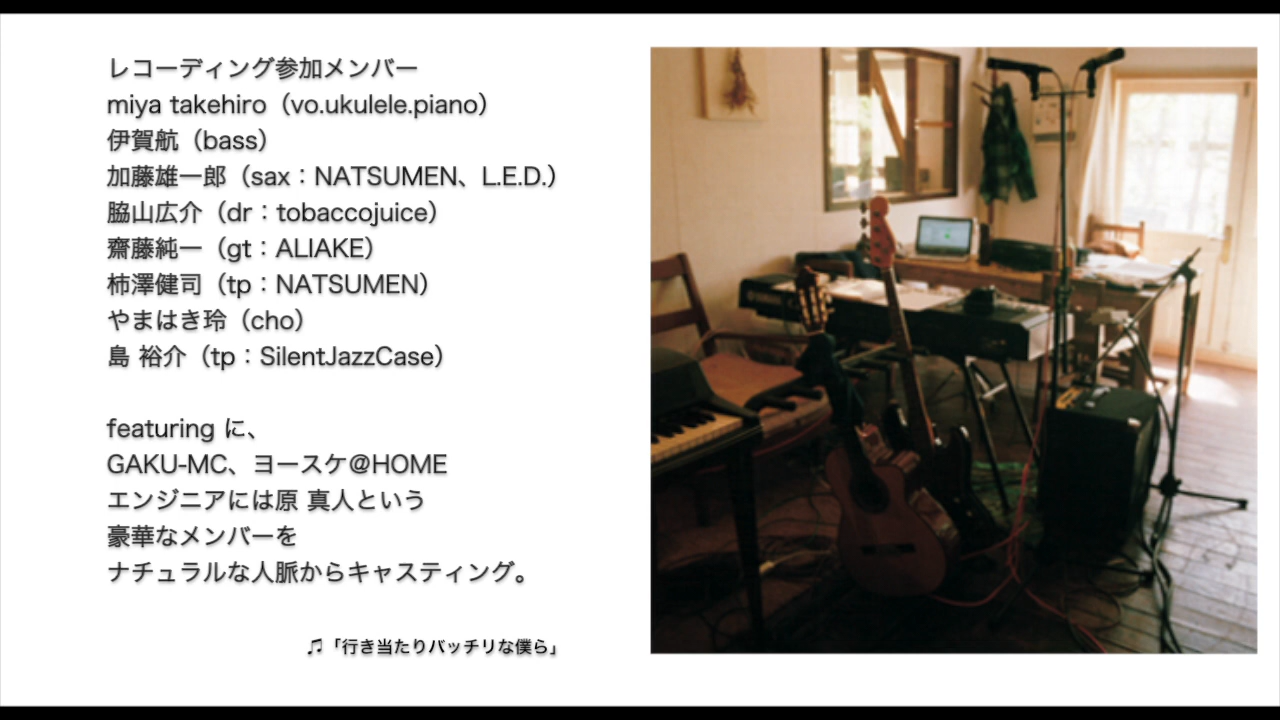 レコーディング参加メンバー
miya takehiro（vo.ukulele.piano）
伊賀航（bass）
加藤雄一郎（sax：NATSUMEN、L.E.D.）
脇山広介（dr：tobaccojuice）
齋藤純一（gt：ALIAKE）
柿澤健司（tp：NATSUMEN）
やまはき玲（cho）
島 裕介（tp：SilentJazzCase）
featuring に、
GAKU-MC、ヨースケ＠HOME
エンジニアには原 真人という
豪華なメンバーを
ナチュラルな人脈からキャスティング。
♫「行き当たりバッチリな僕ら」